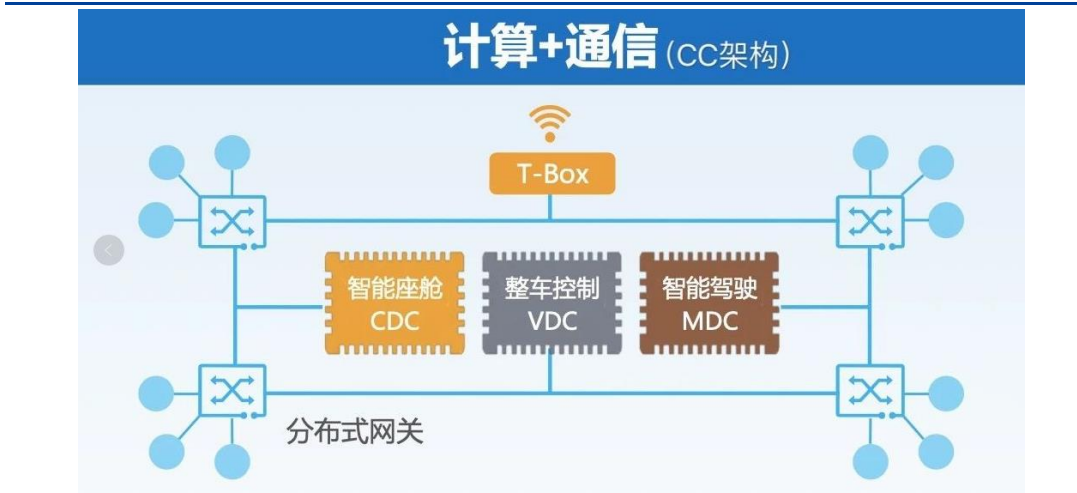 计算+通信(CC架构)
T-Box
智能座舱
CDC
整车控制
VDC
智能驾驶
MDC
分布式网关